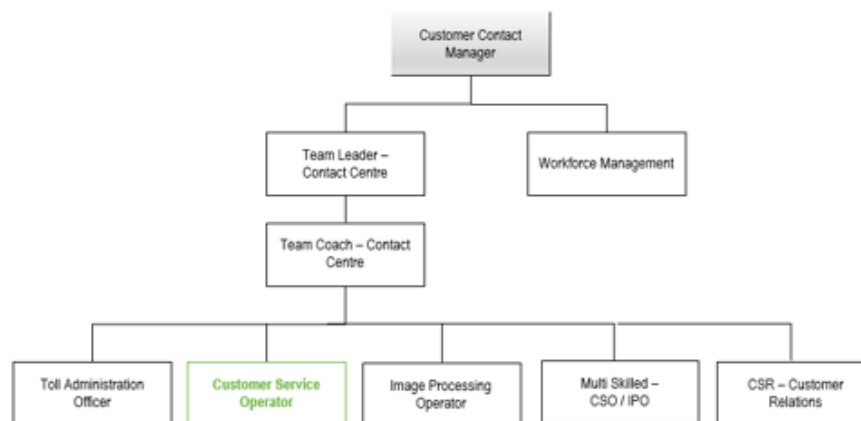 Customer Contact
Manager
Team Leader –
Contact Centre
Workforce Management
Team Coach – Contact
Centre
Toll Administration
Officer
Customer Service
Operator
Image Processing
Operator
Multi Skilled –
CSO / IPO
CSR – Customer
Relations